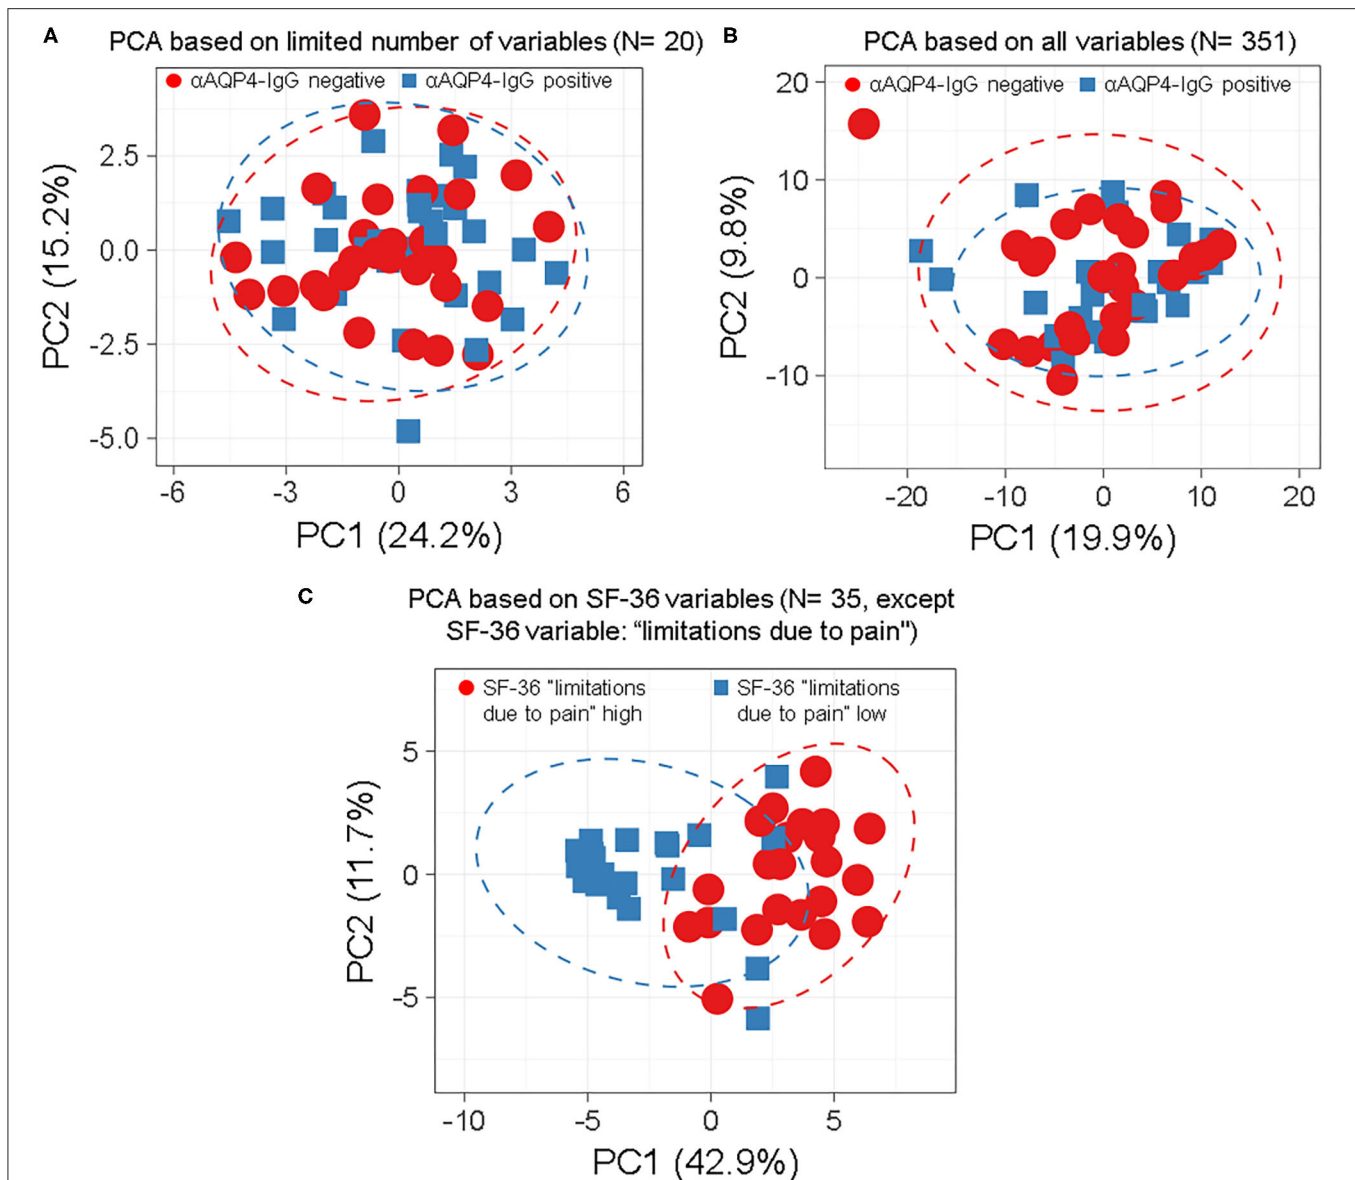 A
PCA based on limited number of variables (N= 20)
αAQP4-IgG negative αAQP4-IgG positive
2.5
0.0
-2.5
-5.0
PC2 (15.2%)
-6 -3 0 3 6
PC1 (24.2%)
B
PCA based on all variables (N= 351)
αAQP4-IgG negative αAQP4-IgG positive
20
10
0
-10
PC2 (9.8%)
-20 -10 0 10 20
PC1 (19.9%)
C
PCA based on SF-36 variables (N= 35, except
SF-36 variable: “limitations due to pain")
SF-36 "limitations
due to pain" high
SF-36 "limitations
due to pain" low
5
0
-5
PC2 (11.7%)
-10 -5 0 5
PC1 (42.9%)